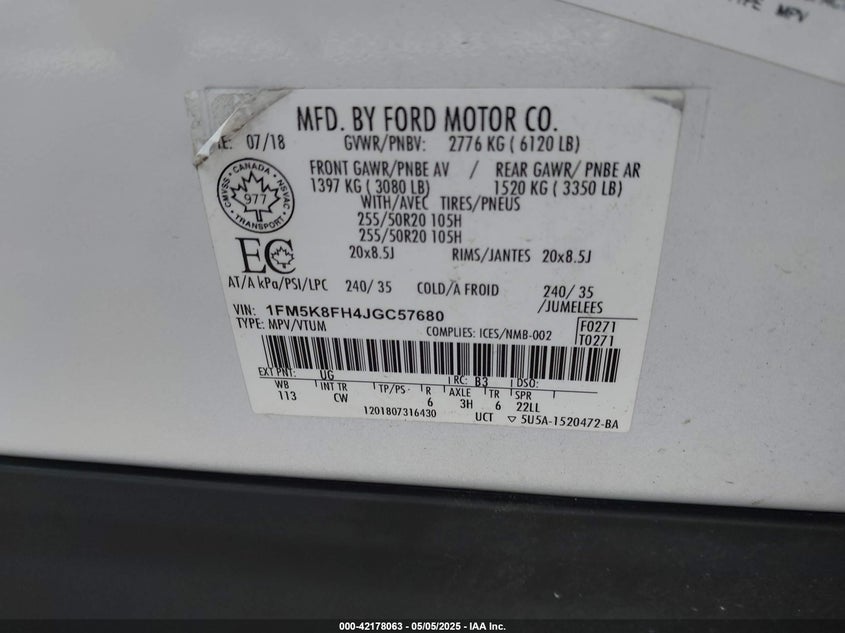 TYPE MPV
MFD. BY FORD MOTOR CO.
E: 07/18 GVWR/PNBV: 2776 KG ( 6120 LB)
FRONT GAWR/PNBE AV / REAR GAWR/ PNBE AR
1397 KG ( 3080 LB) 1520 KG ( 3350 LB)
WITH/AVEC TIRES/PNEUS
255/50R20 105H
255/50R20 105H
20x8.5J RIMS/JANTES 20x8.5J
AT/A kPa/PSI/LPC 240/ 35 COLD/A FROID 240/ 35
/JUMELEES
CANADA
CMVSS NSVAC
977
TRANSPORT
EC
VIN: 1FM5K8FH4JGC57680
TYPE: MPV/VTUM COMPLIES: ICES/NMB-002
F0271
T0271
EXT PNT: UG RC: B3 DSO:
WB INT TR TP/PS R AXLE TR SPR
113 CW 6 3H 6 22LL
1201807316430 UCT ▽ 5U5A-1520472-BA
000-42178063 - 05/05/2025 - IAA Inc.